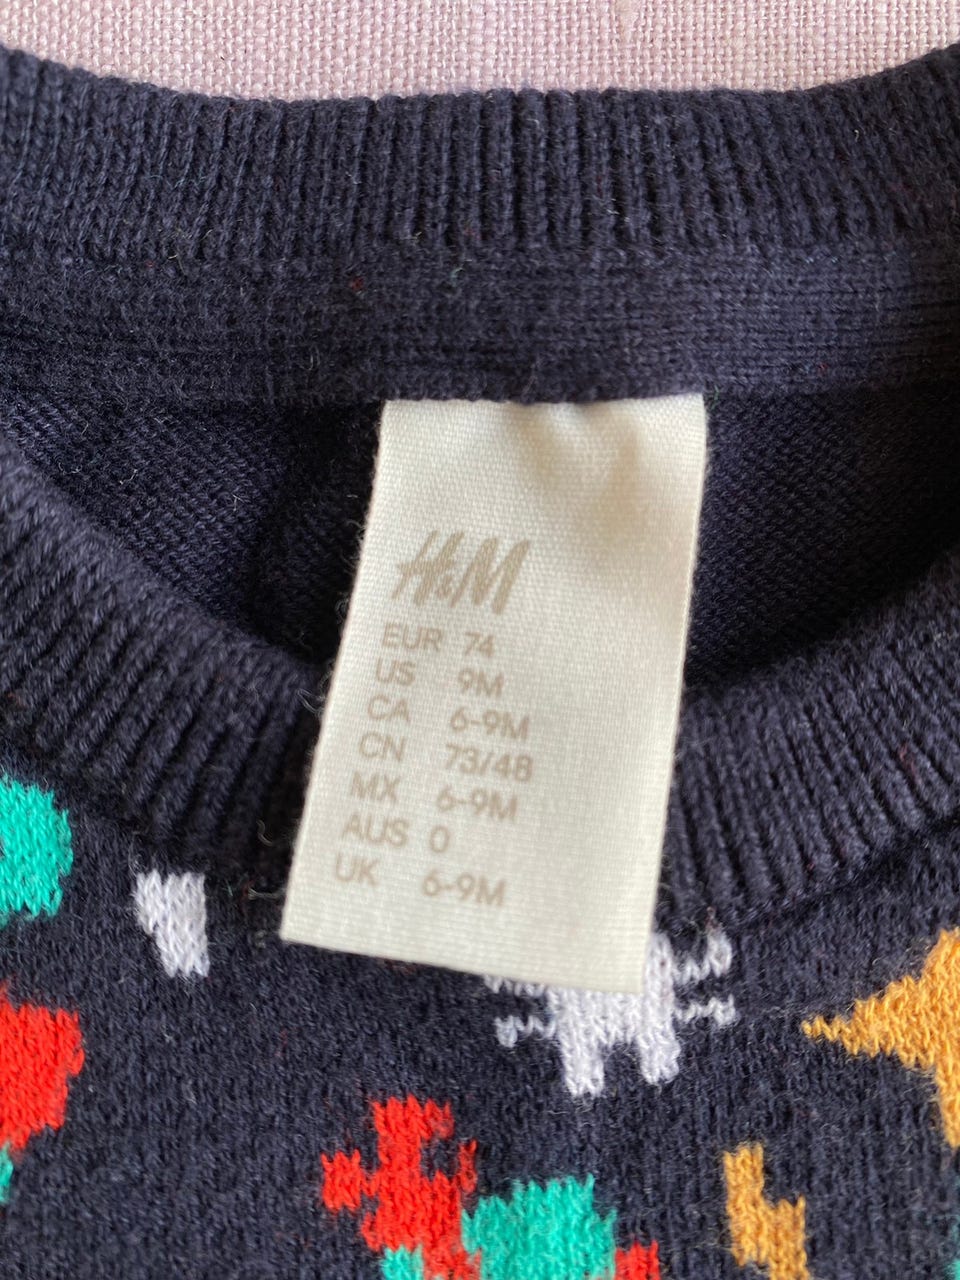 H&M
EUR 74
US 9M
CA 6-9M
CN 73/48
MX 6-9M
AUS 0
UK 6-9M